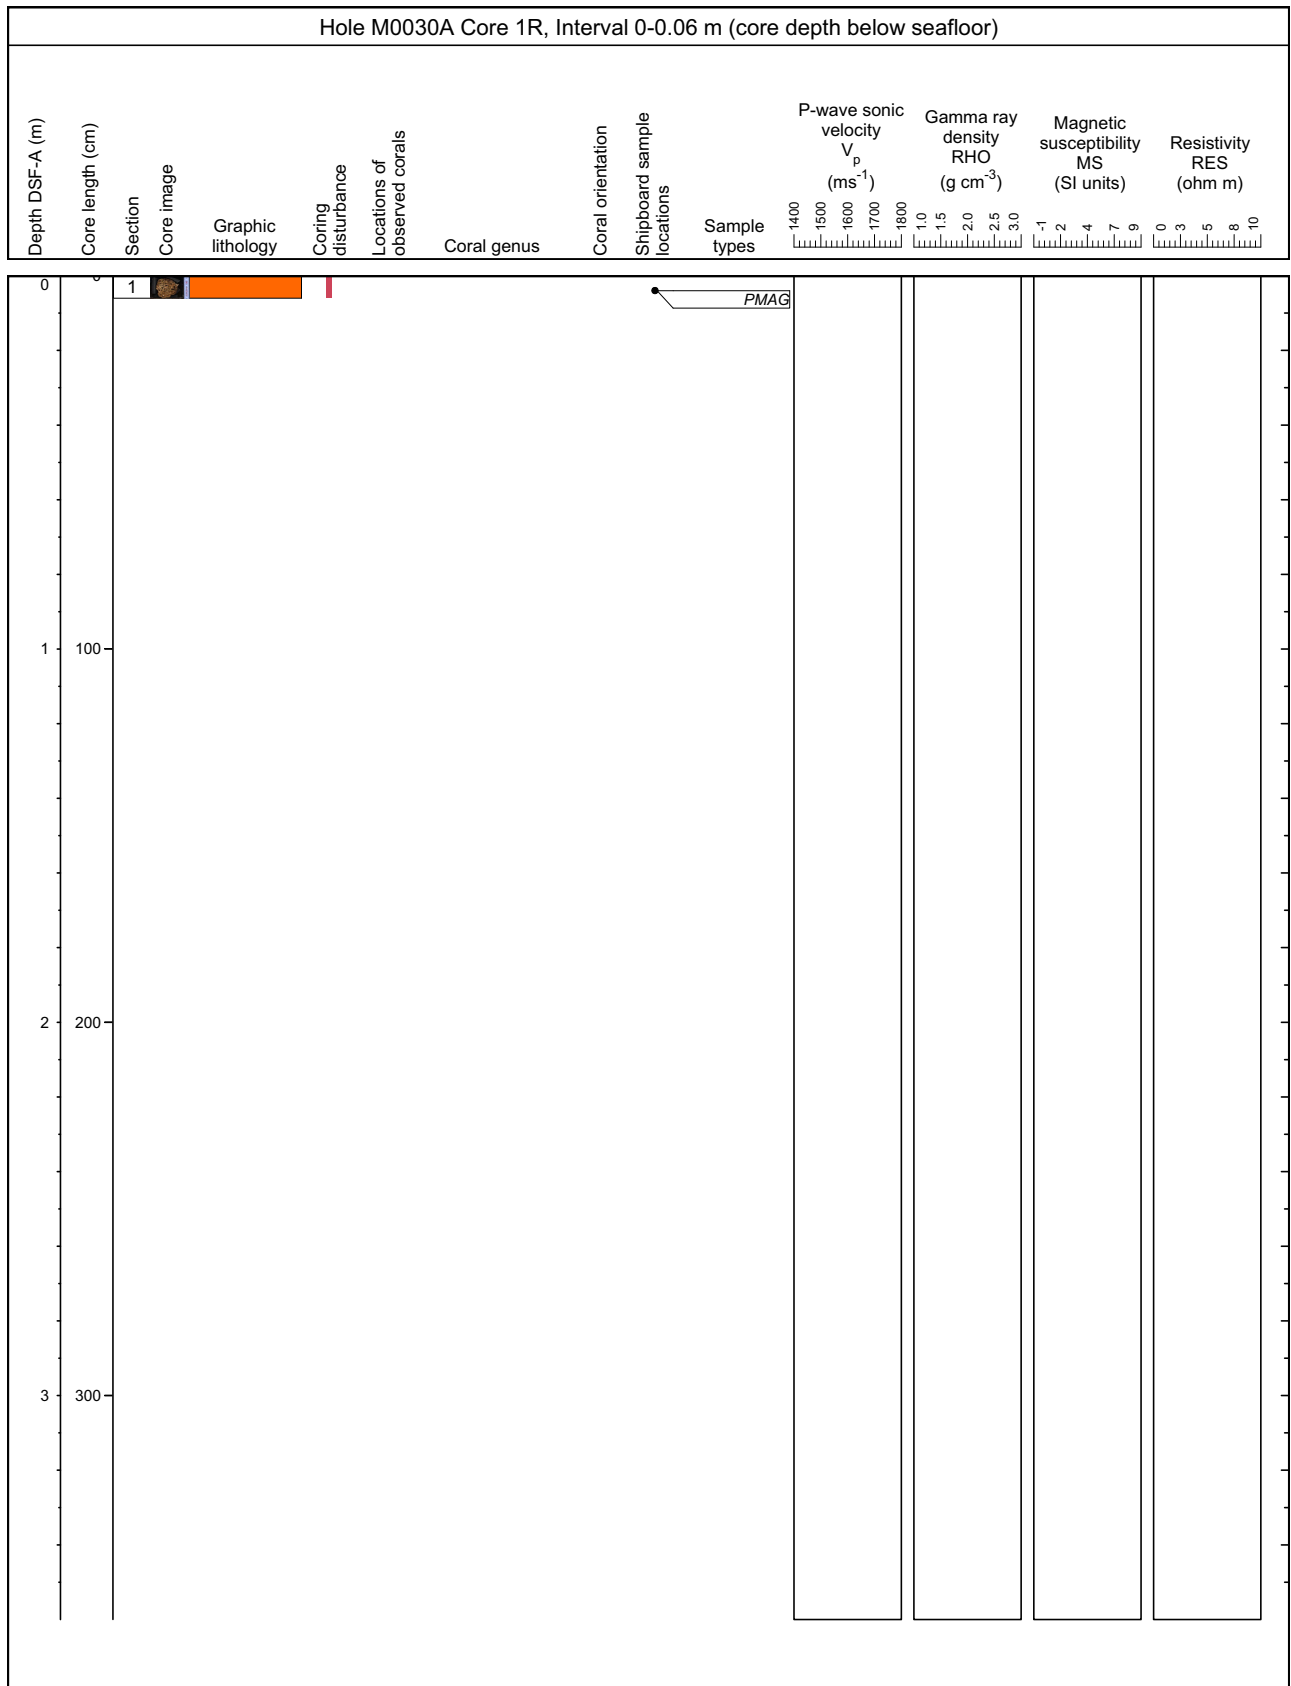 Hole M0030A Core 1R, Interval 0-0.06 m (core depth below seafloor)
Depth DSF-A (m)
Core length (cm)
Section
Core image
Graphic
lithology
Coring
disturbance
Locations of
observed corals
Coral genus
Coral orientation
Shipboard sample
locations
Sample
types
P-wave sonic
velocity
Vp
(ms-1)
1400 1500 1600 1700 1800
Gamma ray
density
RHO
(g cm-3)
1.0 1.5 2.0 2.5 3.0
Magnetic
susceptibility
MS
(SI units)
-1 2 4 7 9
Resistivity
RES
(ohm m)
0 3 5 8 10
0 0 1 PMAG
1 100
2 200
3 300